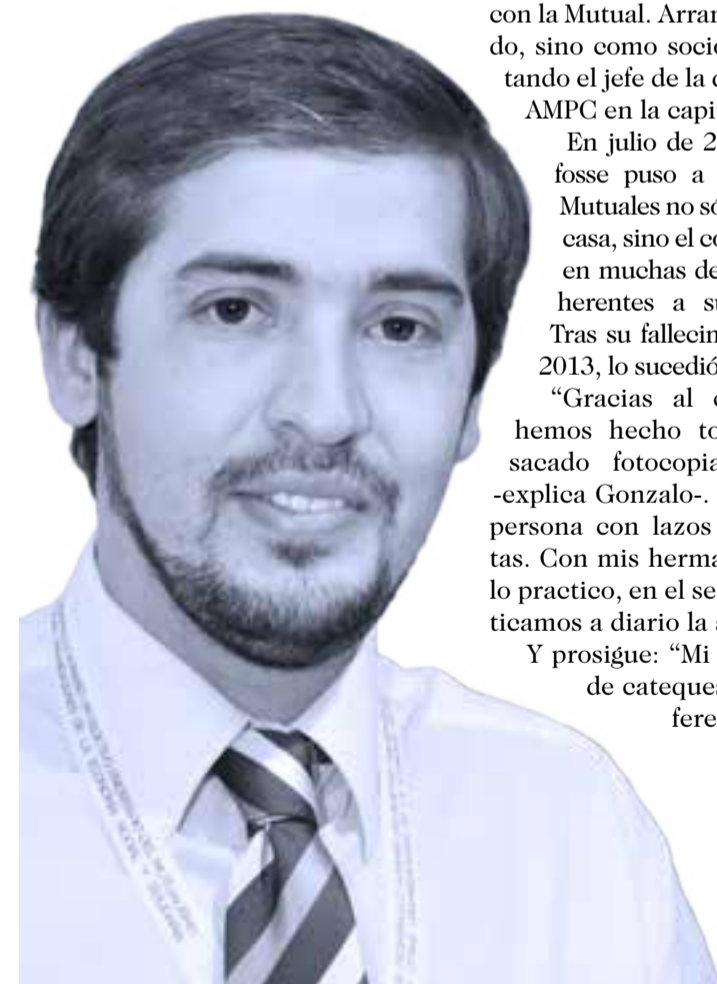 con la Mutual. Arran
do, sino como socio
tando el jefe de la d
AMPC en la capit
En julio de 2
fosse puso a
Mutuales no só
casa, sino el co
en muchas de
herentes a su
Tras su fallecin
2013, lo sucedió
“Gracias al
hemos hecho to
sacado fotocopia
-explica Gonzalo-.
persona con lazos
tas. Con mis herma
lo practico, en el se
ticamos a diario la
Y prosigue: “Mi
de cateques
fere